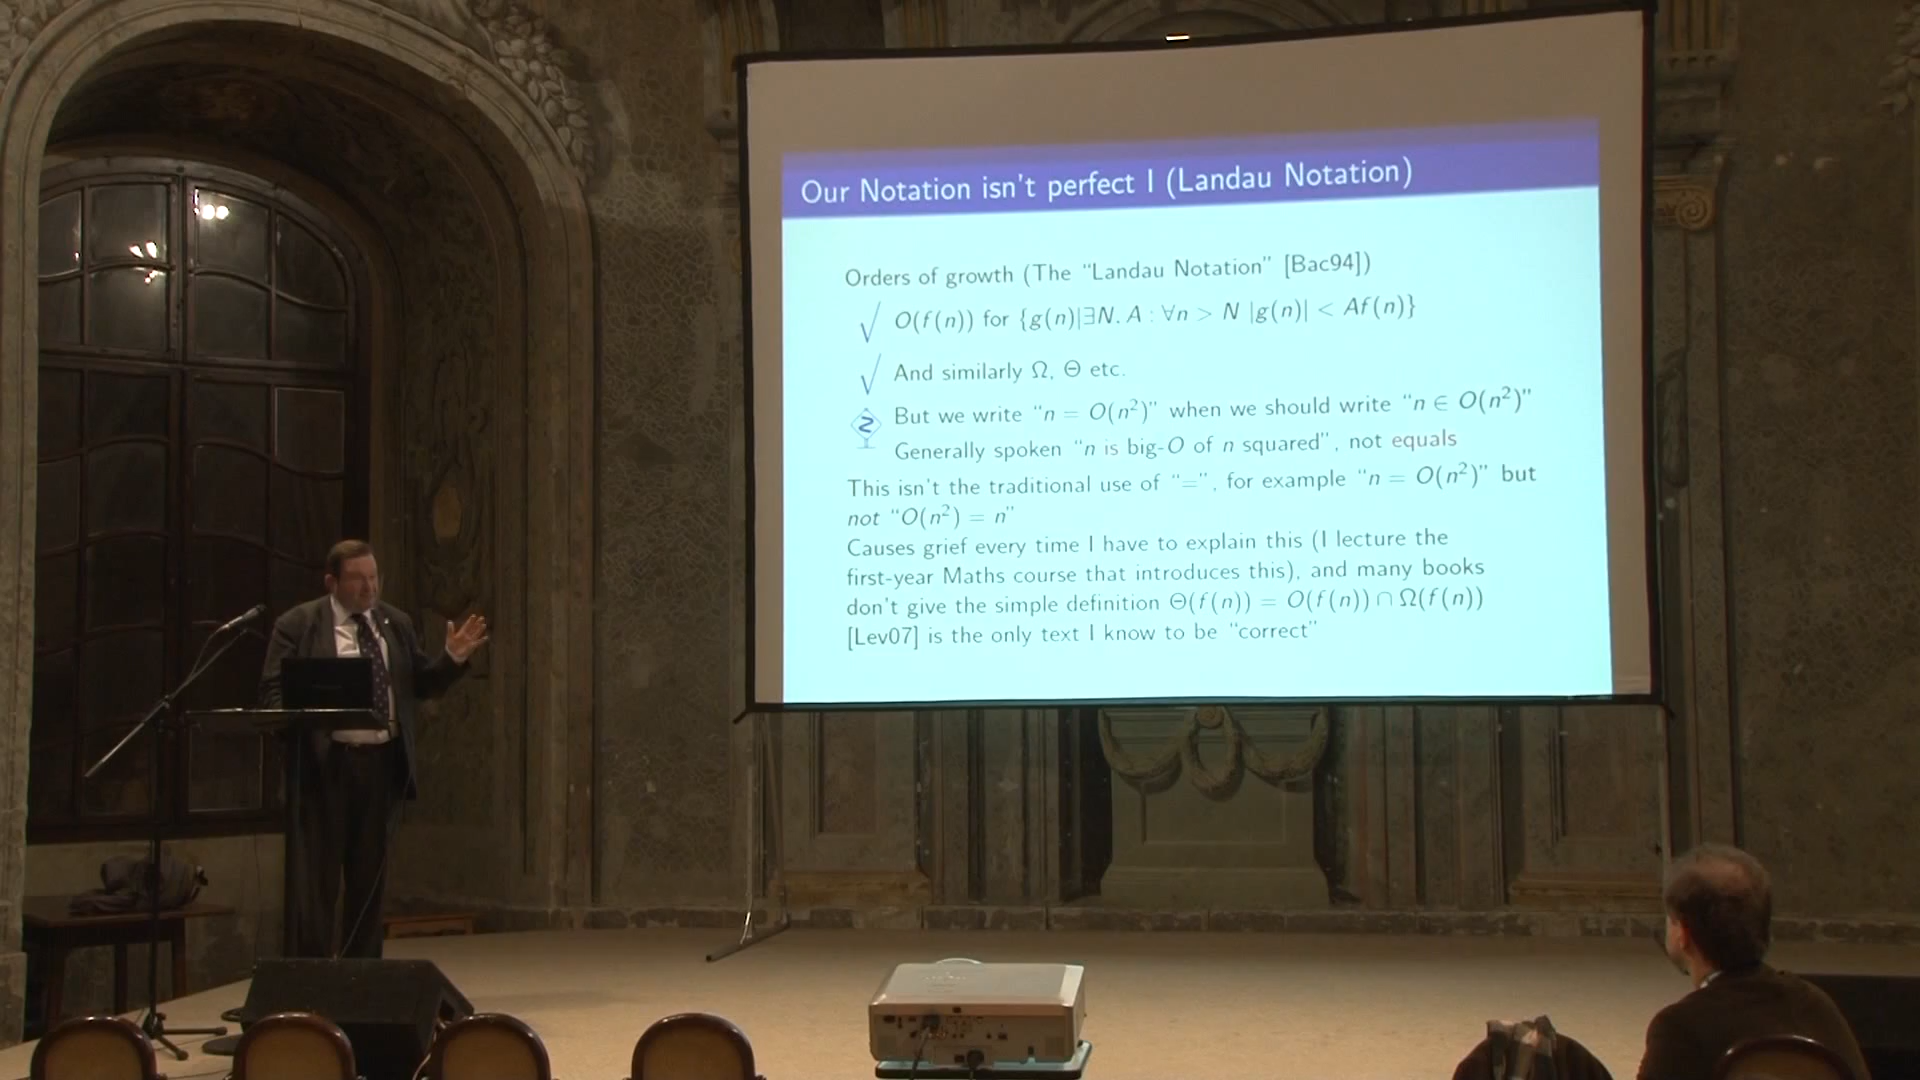 Our Notation isn't perfect I (Landau Notation)
Orders of growth (The “Landau Notation” [Bac94])
√ O(f(n)) for {g(n)|∃N, A : ∀n > N |g(n)| < Af(n)}
√ And similarly Ω, Θ etc.
But we write “n = O(n²)” when we should write “n ∈ O(n²)”
Generally spoken “n is big-O of n squared”, not equals
This isn't the traditional use of “=”, for example “n = O(n²)” but
not “O(n²) = n”
Causes grief every time I have to explain this (I lecture the
first-year Maths course that introduces this), and many books
don't give the simple definition Θ(f(n)) = O(f(n)) ∩ Ω(f(n))
[Lev07] is the only text I know to be “correct”